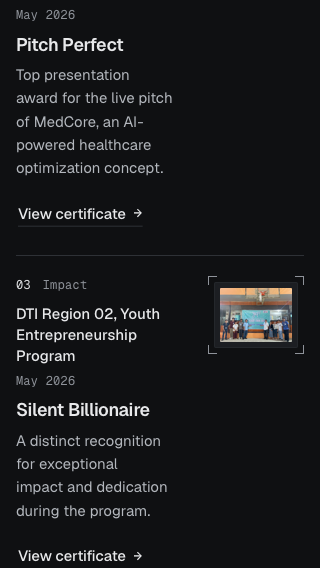 May 2026
Pitch Perfect
Top presentation
award for the live pitch
of MedCore, an AI-
powered healthcare
optimization concept.
View certificate →
03 Impact
DTI Region 02, Youth
Entrepreneurship
Program
May 2026
Silent Billionaire
A distinct recognition
for exceptional
impact and dedication
during the program.
View certificate →